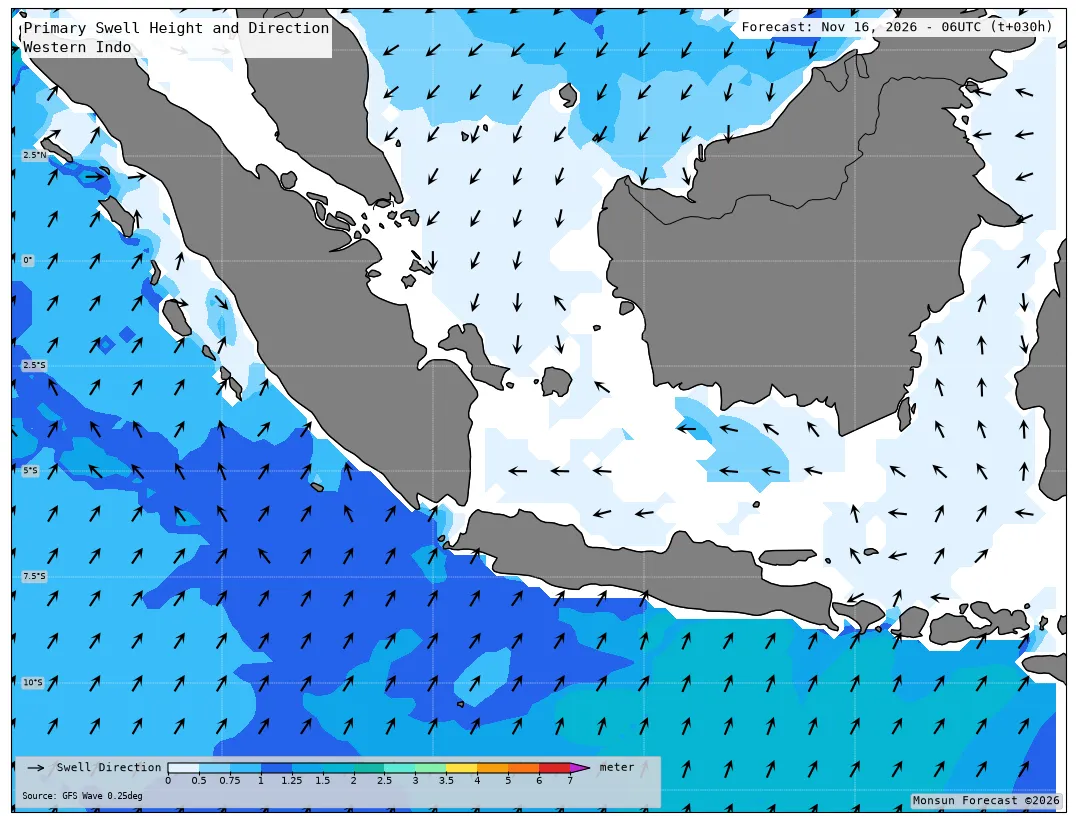 Primary Swell Height and Direction
Western Indo
Forecast: Nov 16, 2026 - 06UTC (t+030h)
2.5°N
0°
2.5°S
5°S
7.5°S
10°S
Swell Direction
0 0.5 0.75 1 1.25 1.5 2 2.5 3 3.5 4 5 6 7
meter
Source: GFS Wave 0.25deg
Monsun Forecast ©2026